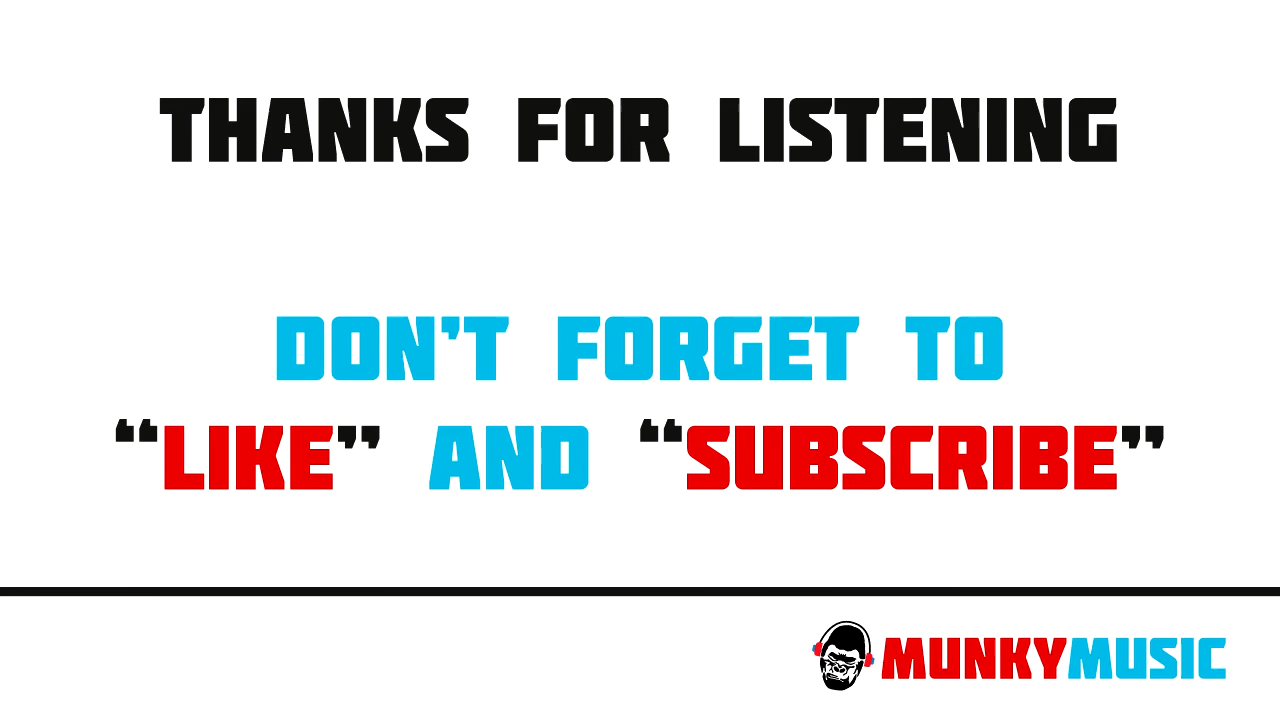 THANKS FOR LISTENING
DON'T FORGET TO
“LIKE” AND “SUBSCRIBE”
MUNKYMUSIC